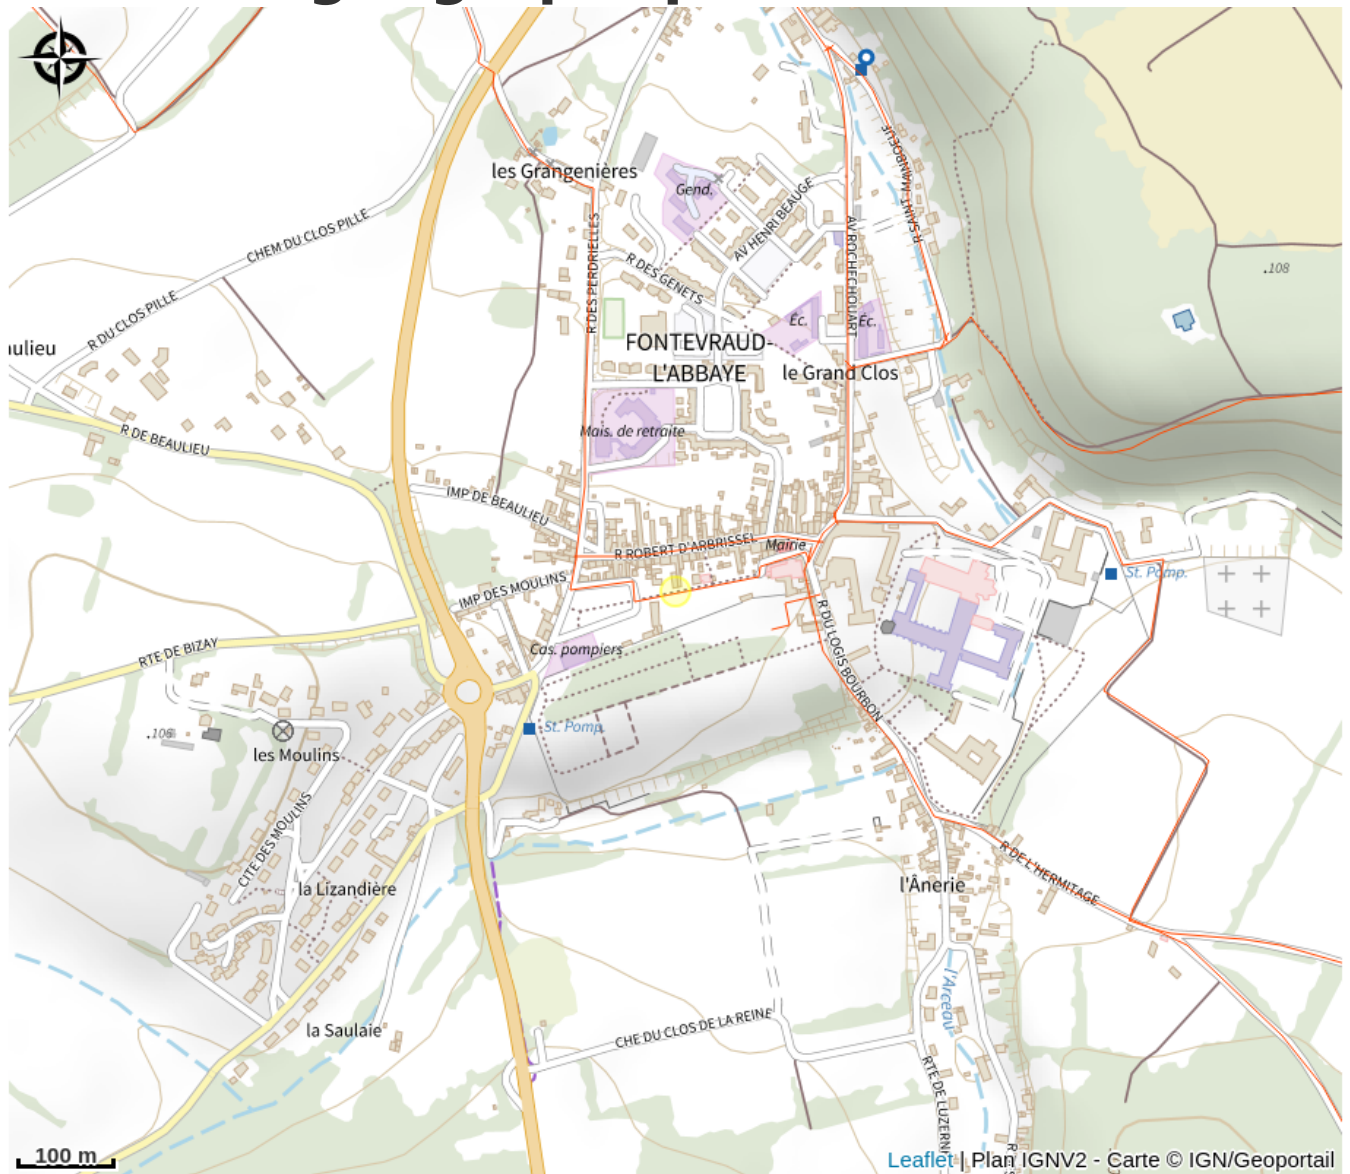 les Grangenières
Gend.
R SAINT MAINBOEUF
CHEM DU CLOS PILLE
AV HENRI BEAUGE
R DES PERDRIELLES
R DES GENETS
AV ROCHECHOUART
.108
R DU CLOS PILLE
Éc.
Éc.
FONTEVRAUD-
L'ABBAYE
aulieu
le Grand Clos
R DE BEAULIEU
Mais. de retraite
IMP DE BEAULIEU
R ROBERT D'ARBRISSEL
Mairie
St. Pomp.
IMP DES MOULINS
R DU LOGIS BOURBON
RTE DE BIZAY
Cas. pompiers
.108
St. Pomp.
les Moulins
CITE DES MOULINS
R DE L'HERMITAGE
la Lizandière
l'Ânerie
l'Arceau
la Saulaie
CHE DU CLOS DE LA REINE
RTE DE LUZERN
100 m
Leaflet | Plan IGNV2 - Carte © IGN/Geoportail